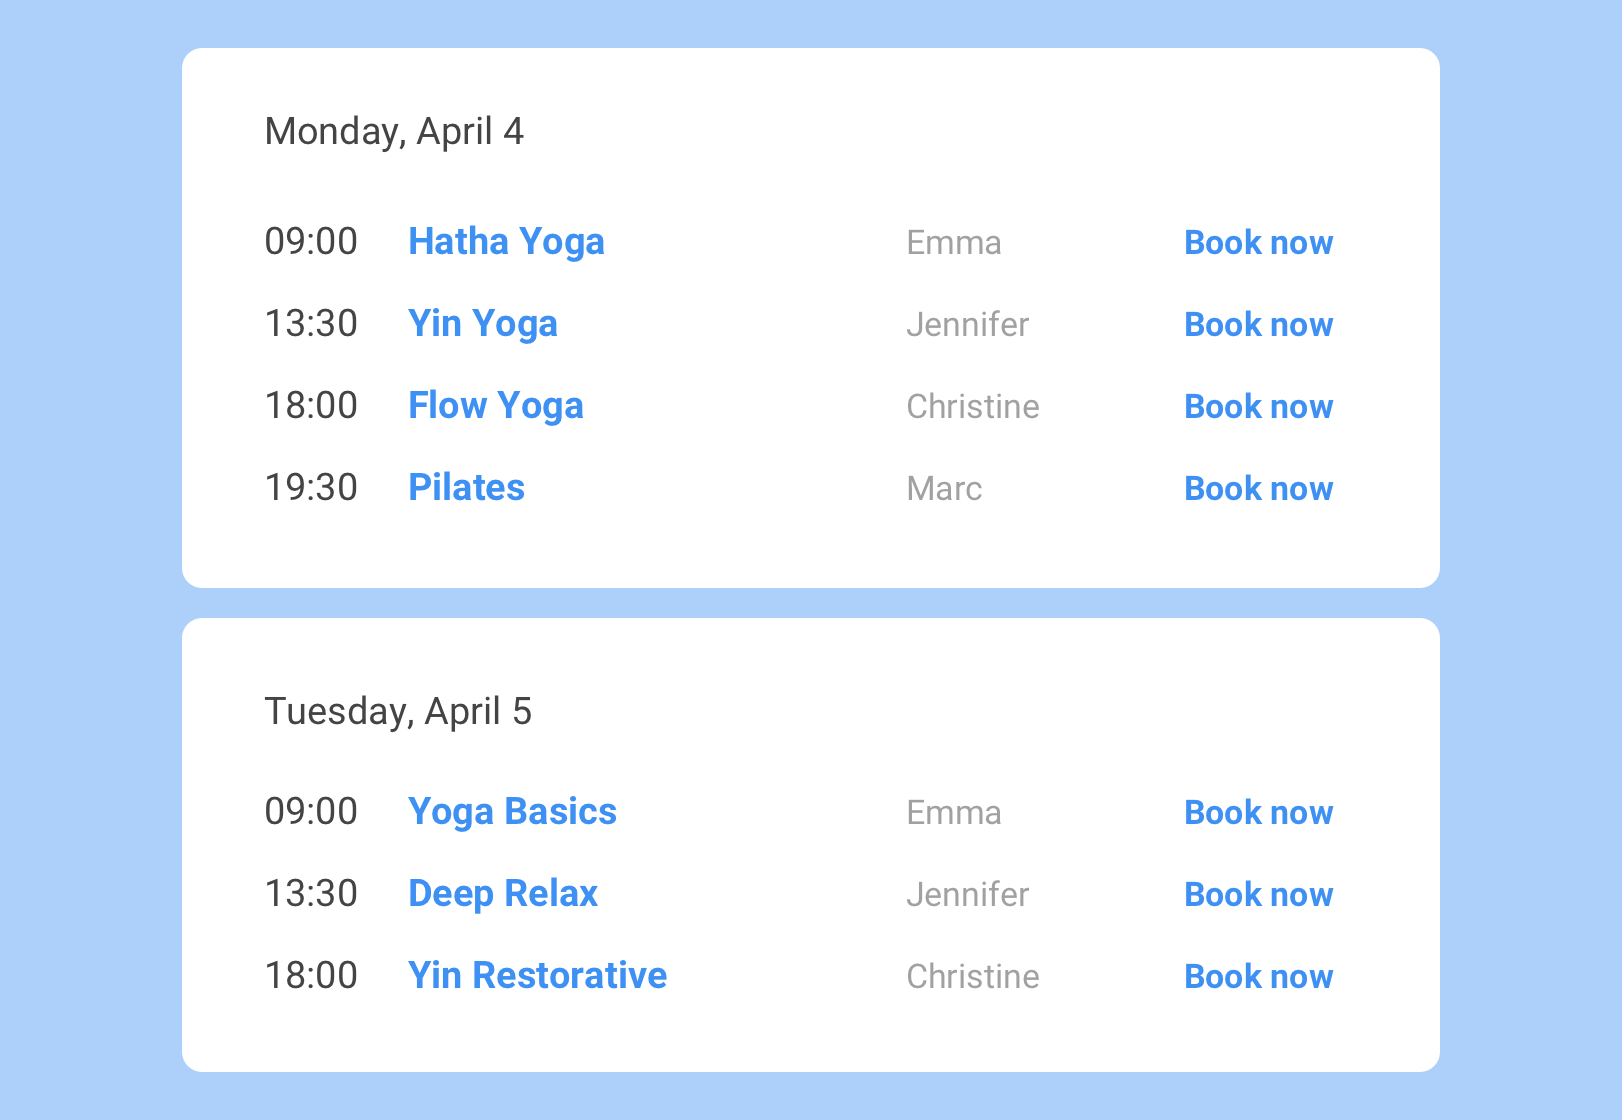 Monday, April 4
09:00 Hatha Yoga Emma Book now
13:30 Yin Yoga Jennifer Book now
18:00 Flow Yoga Christine Book now
19:30 Pilates Marc Book now
Tuesday, April 5
09:00 Yoga Basics Emma Book now
13:30 Deep Relax Jennifer Book now
18:00 Yin Restorative Christine Book now